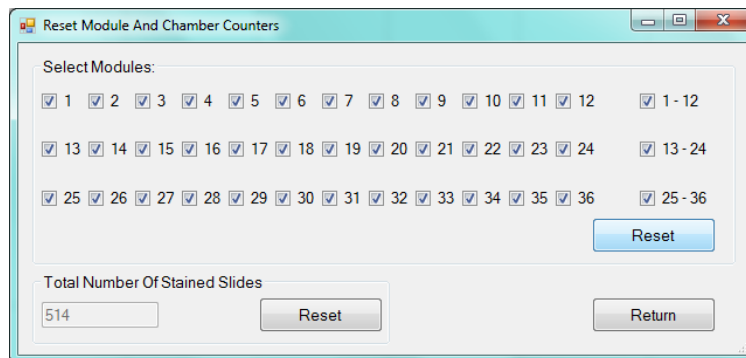 Reset Module And Chamber Counters
Select Modules:
1 2 3 4 5 6 7 8 9 10 11 12 1 - 12
13 14 15 16 17 18 19 20 21 22 23 24 13 - 24
25 26 27 28 29 30 31 32 33 34 35 36 25 - 36
Reset
Total Number Of Stained Slides
514 Reset Return